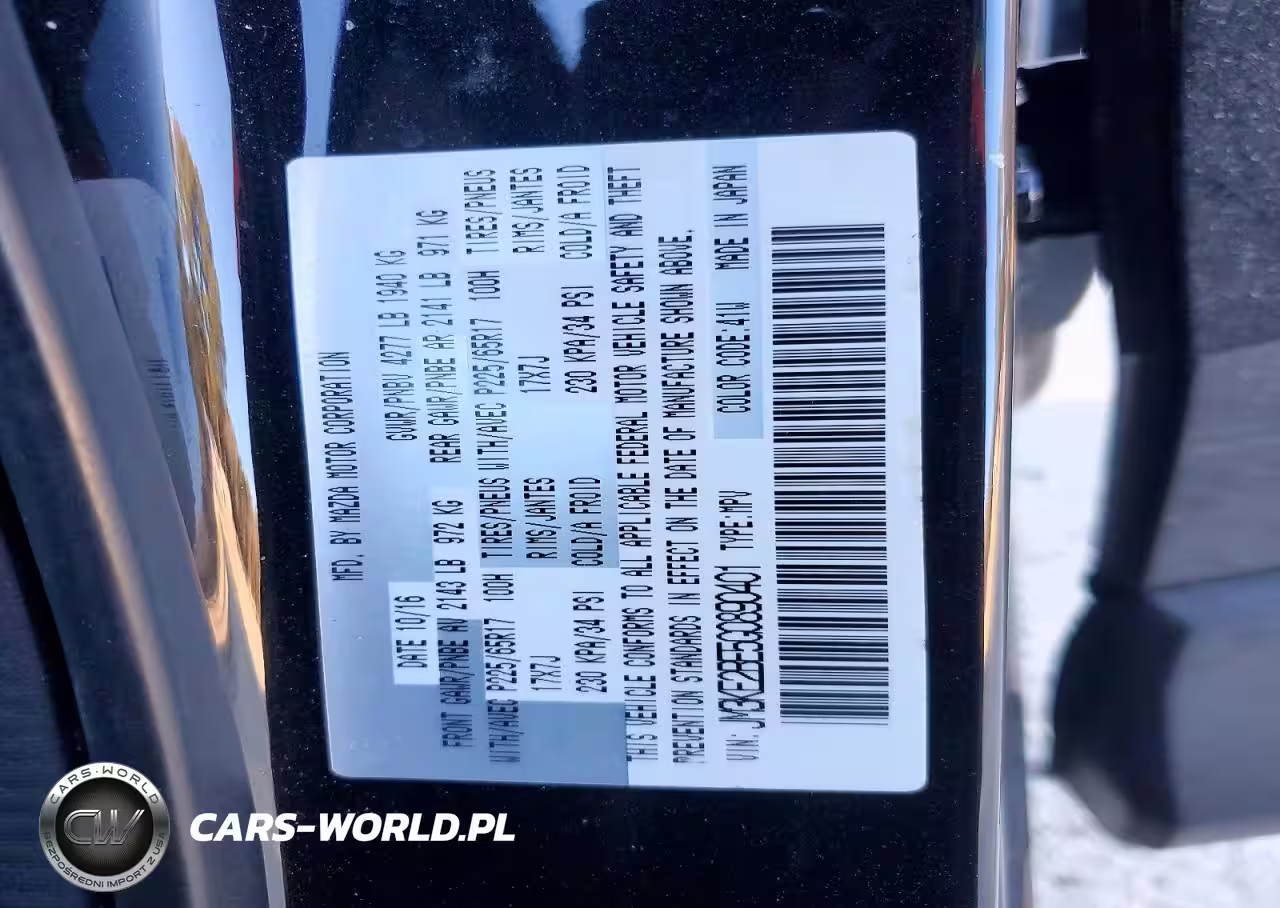 MFD. BY MAZDA MOTOR CORPORATION
DATE 10/16 GVWR/PNBV 4277 LB 1940 KG
FRONT GAWR/PNBE AV 2143 LB 972 KG REAR GAWR/PNBE AR 2141 LB 971 KG
WITH/AVEC P225/65R17 100H TIRES/PNEUS WITH/AVEC P225/65R17 100H TIRES/PNEUS
17X7J RIMS/JANTES 17X7J RIMS/JANTES
230 KPA/34 PSI COLD/A FROID 230 KPA/34 PSI COLD/A FROID
THIS VEHICLE CONFORMS TO ALL APPLICABLE FEDERAL MOTOR VEHICLE SAFETY AND THEFT
PREVENTION STANDARDS IN EFFECT ON THE DATE OF MANUFACTURE SHOWN ABOVE.
VIN: TYPE:MPV COLOR CODE:41W MADE IN JAPAN
CARS-WORLD
CW
BEZPOŚREDNI IMPORT Z USA
CARS-WORLD.PL